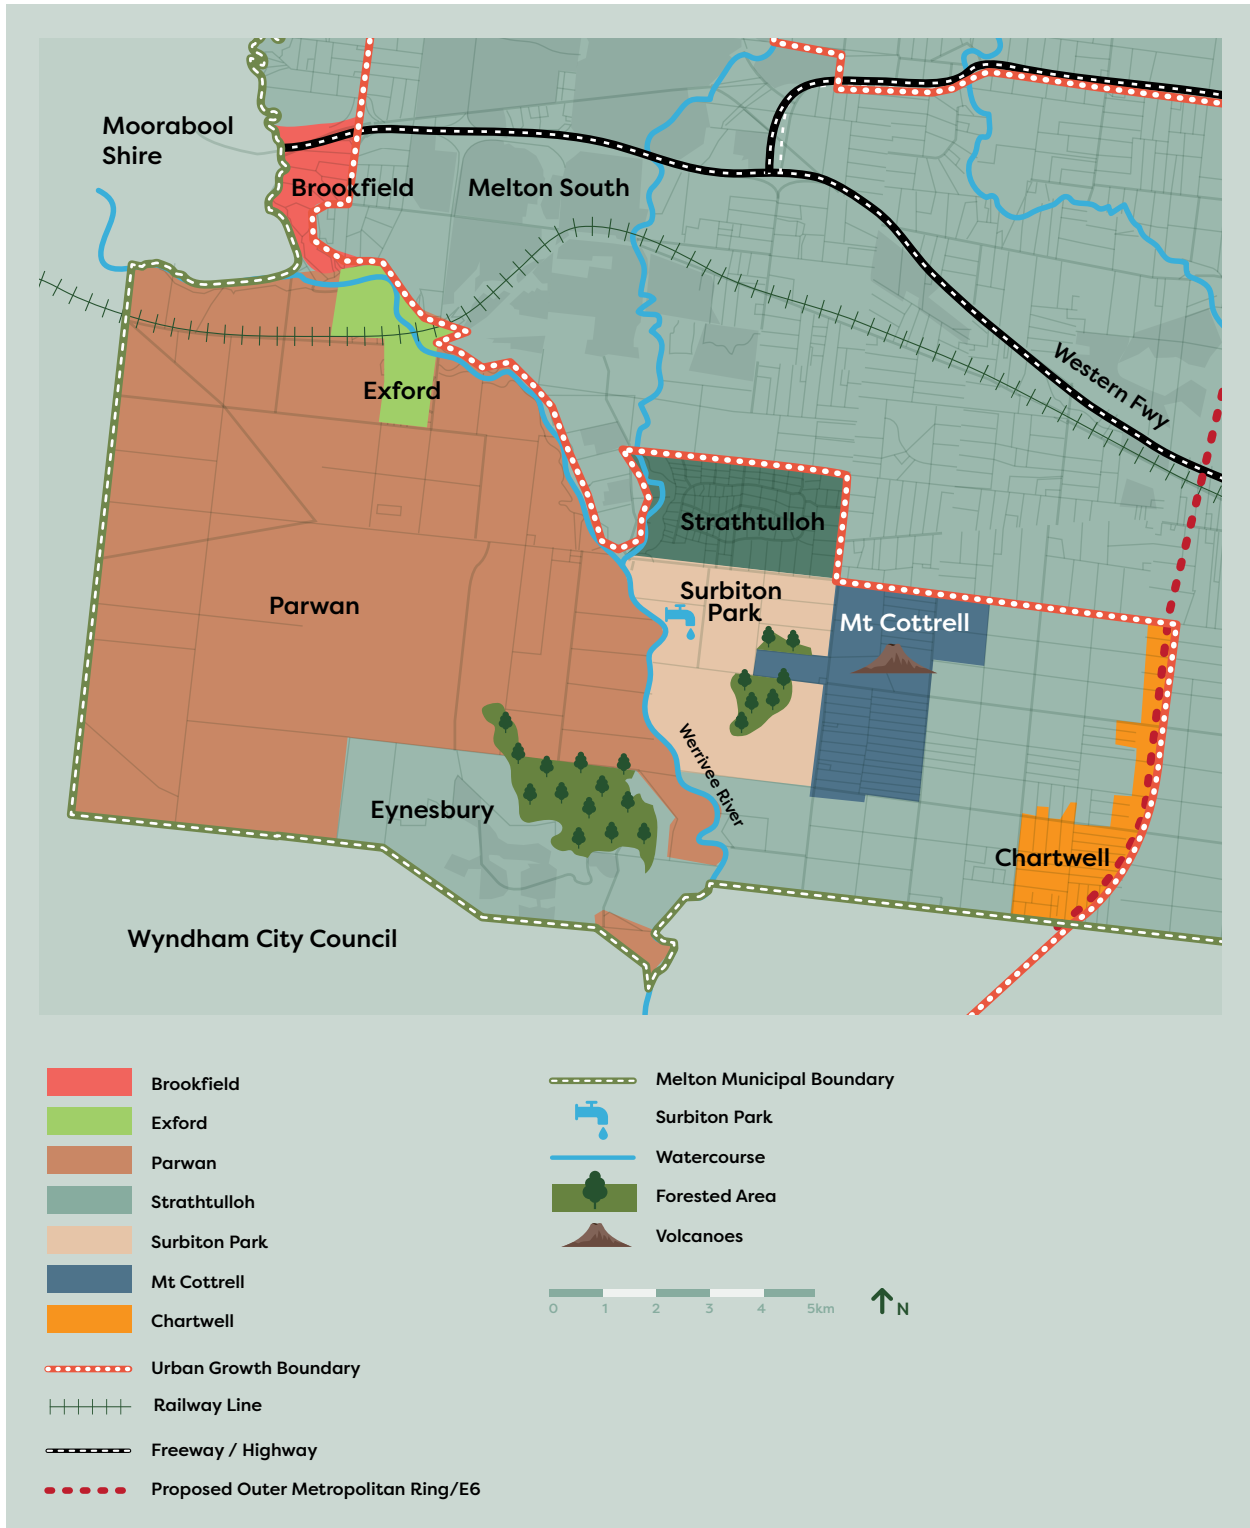 Moorabool
Shire
Brookfield
Melton South
Western Fwy
Exford
Strathtulloh
Surbiton
Park
Parwan
Mt Cottrell
Werrivee River
Eynesbury
Chartwell
Wyndham City Council
Brookfield
Exford
Parwan
Strathtulloh
Surbiton Park
Mt Cottrell
Chartwell
Urban Growth Boundary
Railway Line
Freeway / Highway
Proposed Outer Metropolitan Ring/E6
Melton Municipal Boundary
Surbiton Park
Watercourse
Forested Area
Volcanoes
0 1 2 3 4 5km
N